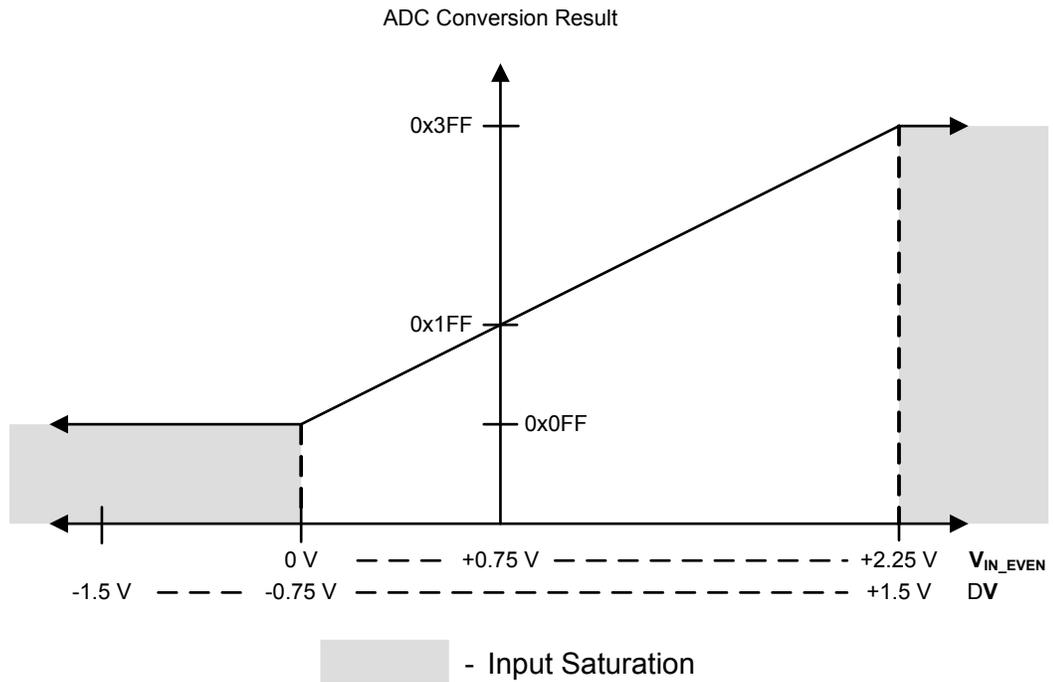 ADC Conversion Result
0x3FF
0x1FF
0x0FF
0 V +0.75 V +2.25 V VIN_EVEN
-1.5 V -0.75 V +1.5 V DV
- Input Saturation